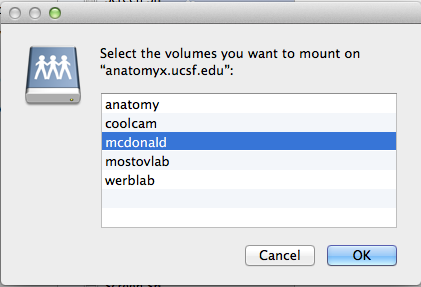 Select the volumes you want to mount on
“anatomyx.ucsf.edu”:
anatomy
coolcam
mcdonald
mostovlab
werblab
Cancel
OK